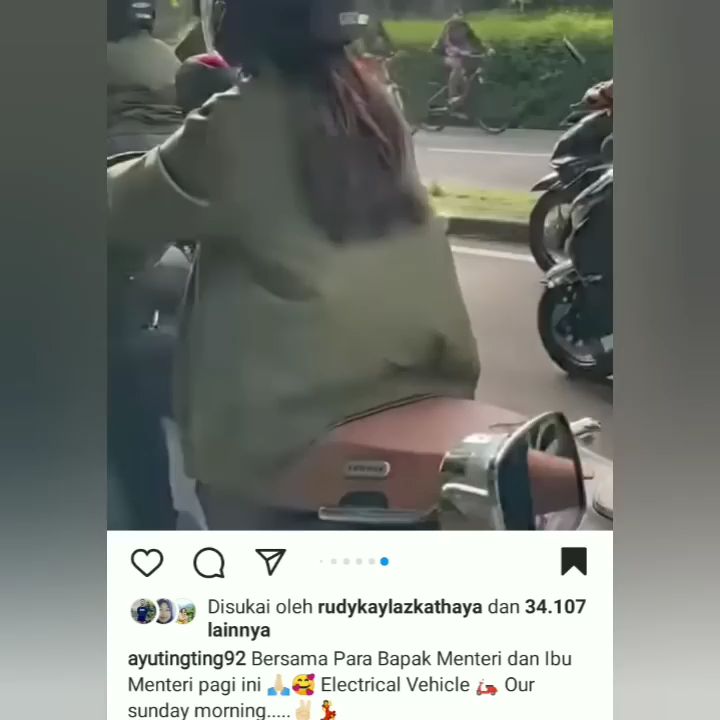 Disukai oleh rudykaylazkathaya dan 34.107
lainnya
ayutingting92 Bersama Para Bapak Menteri dan Ibu
Menteri pagi ini 🙏🏻🥰 Electrical Vehicle 🛵 Our
sunday morning.....✌🏻💃